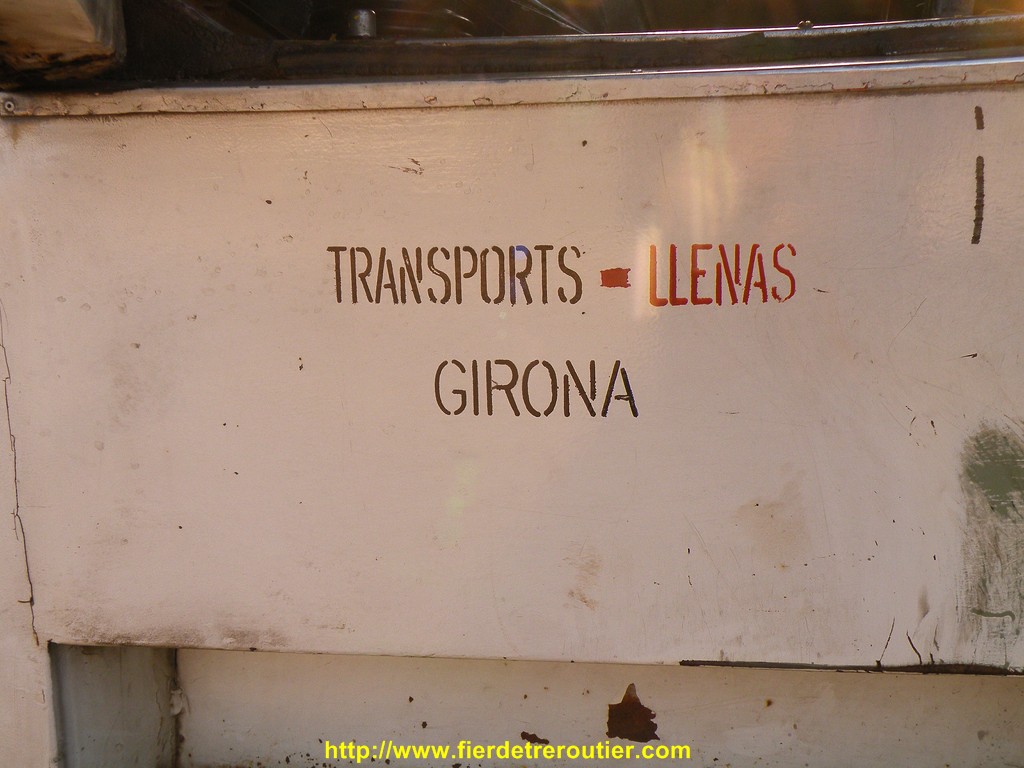 TRANSPORTS - LLENAS
GIRONA
http://www.fierdetreroutier.com